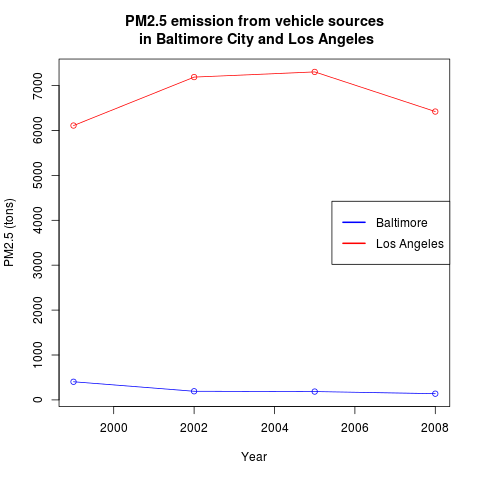 PM2.5 emission from vehicle sources
in Baltimore City and Los Angeles
PM2.5 (tons)
7000
6000
5000
4000
3000
2000
1000
0
Baltimore
Los Angeles
2000
2002
2004
2006
2008
Year